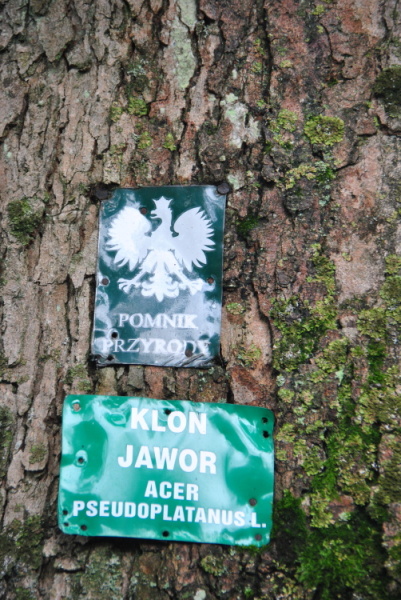 POMNIK
PRZYRODY
KLON
JAWOR
ACER
PSEUDOPLATANUS L.